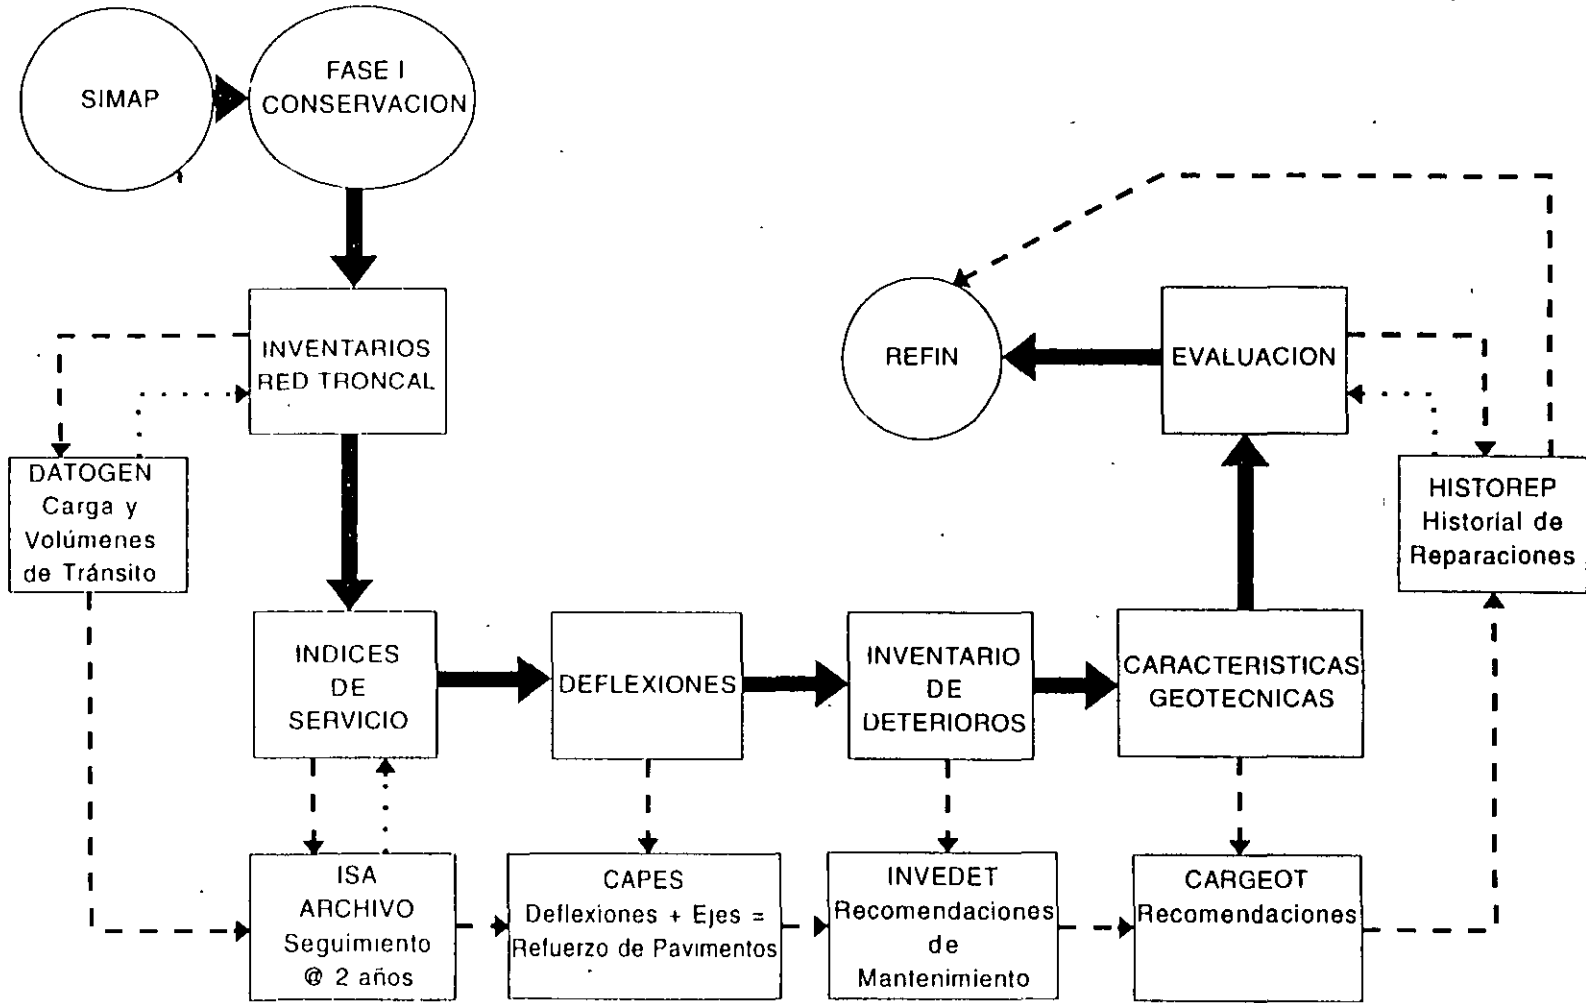 SIMAP
FASE I
CONSERVACION
INVENTARIOS
RED TRONCAL
REFIN
EVALUACION
DATOGEN
Carga y
Volúmenes
de Tránsito
HISTOREP
Historial de
Reparaciones
INDICES
DE
SERVICIO
DEFLEXIONES
INVENTARIO
DE
DETERIOROS
CARACTERISTICAS
GEOTECNICAS
ISA
ARCHIVO
Seguimiento
@ 2 años
CAPES
Deflexiones + Ejes =
Refuerzo de Pavimentos
INVEDET
Recomendaciones
de
Mantenimiento
CARGEOT
Recomendaciones